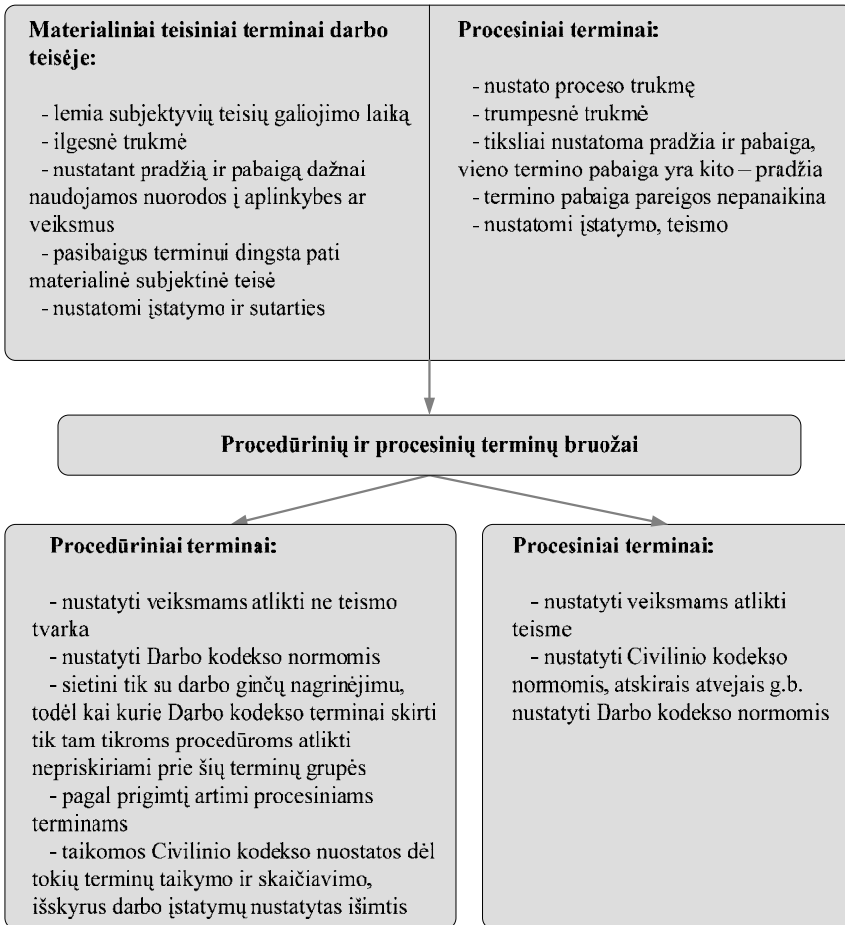 Materialiniai teisiniai terminai darbo
teisėje:
- lemia subjektyvių teisių galiojimo laiką
- ilgesnė trukmė
- nustatant pradžią ir pabaigą dažnai
naudojamos nuorodos į aplinkybes ar
veiksmus
- pasibaigus terminui dingsta pati
materialinė subjektinė teisė
- nustatomi įstatymo ir sutarties
Procesiniai terminai:
- nustato proceso trukmę
- trumpesnė trukmė
- tiksliai nustatoma pradžia ir pabaiga,
vieno termino pabaiga yra kito – pradžia
- termino pabaiga pareigos nepanaikina
- nustatomi įstatymo, teismo
Procedūrinių ir procesinių terminų bruožai
Procedūriniai terminai:
- nustatyti veiksmams atlikti ne teismo
tvarka
- nustatyti Darbo kodekso normomis
- sietini tik su darbo ginčų nagrinėjimu,
todėl kai kurie Darbo kodekso terminai skirti
tik tam tikroms procedūroms atlikti
nepriskiriami prie šių terminų grupės
- pagal prigimtį artimi procesiniams
terminams
- taikomos Civilinio kodekso nuostatos dėl
tokių terminų taikymo ir skaičiavimo,
išskyrus darbo įstatymų nustatytas išimtis
Procesiniai terminai:
- nustatyti veiksmams atlikti
teisme
- nustatyti Civilinio kodekso
normomis, atskirais atvejais g.b.
nustatyti Darbo kodekso normomis